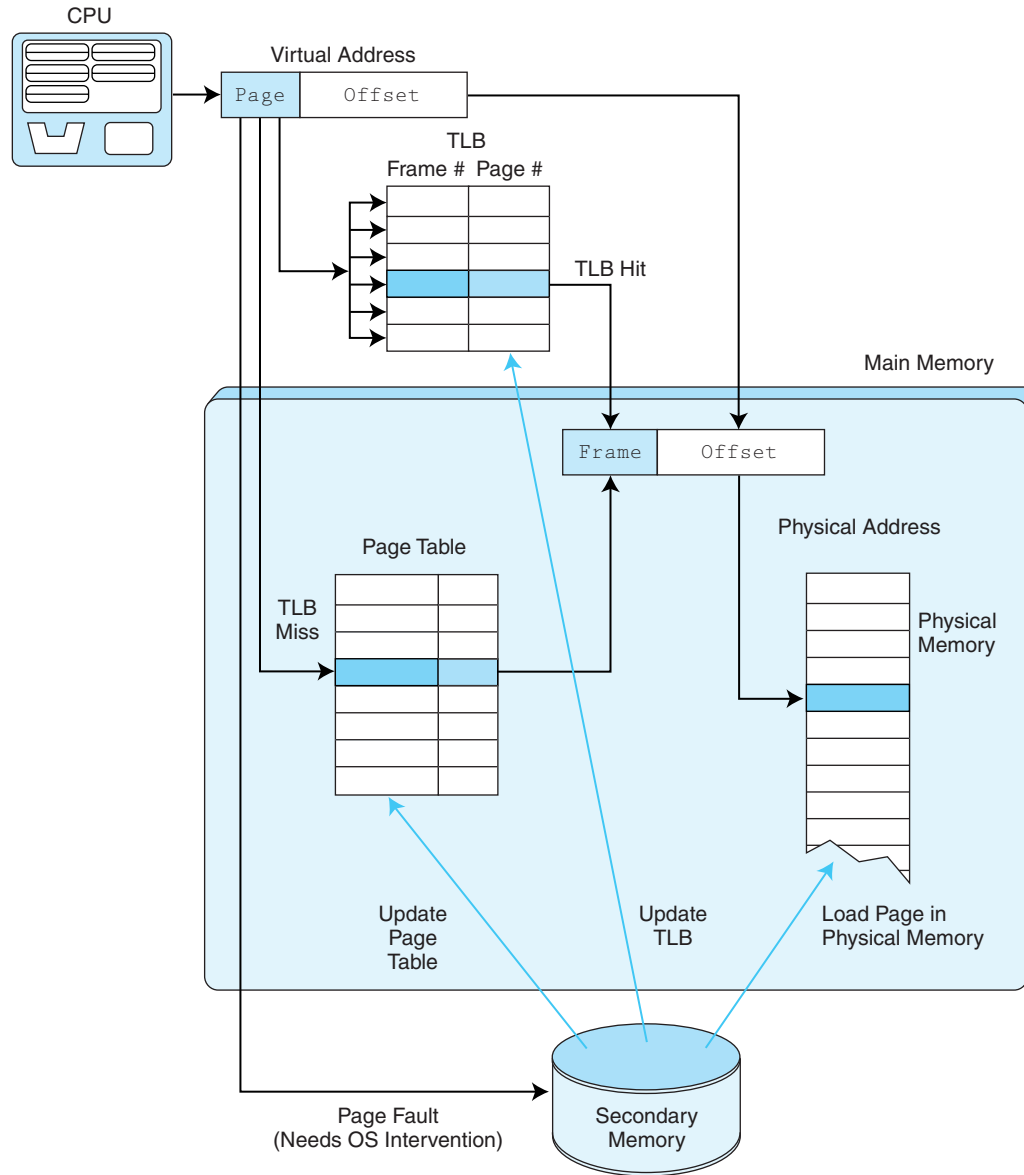 CPU
Virtual Address
Page
Offset
TLB
Frame # Page #
TLB Hit
Main Memory
Frame
Offset
Physical Address
Page Table
TLB
Miss
Physical
Memory
Update
Page
Table
Update
TLB
Load Page in
Physical Memory
Page Fault
(Needs OS Intervention)
Secondary
Memory